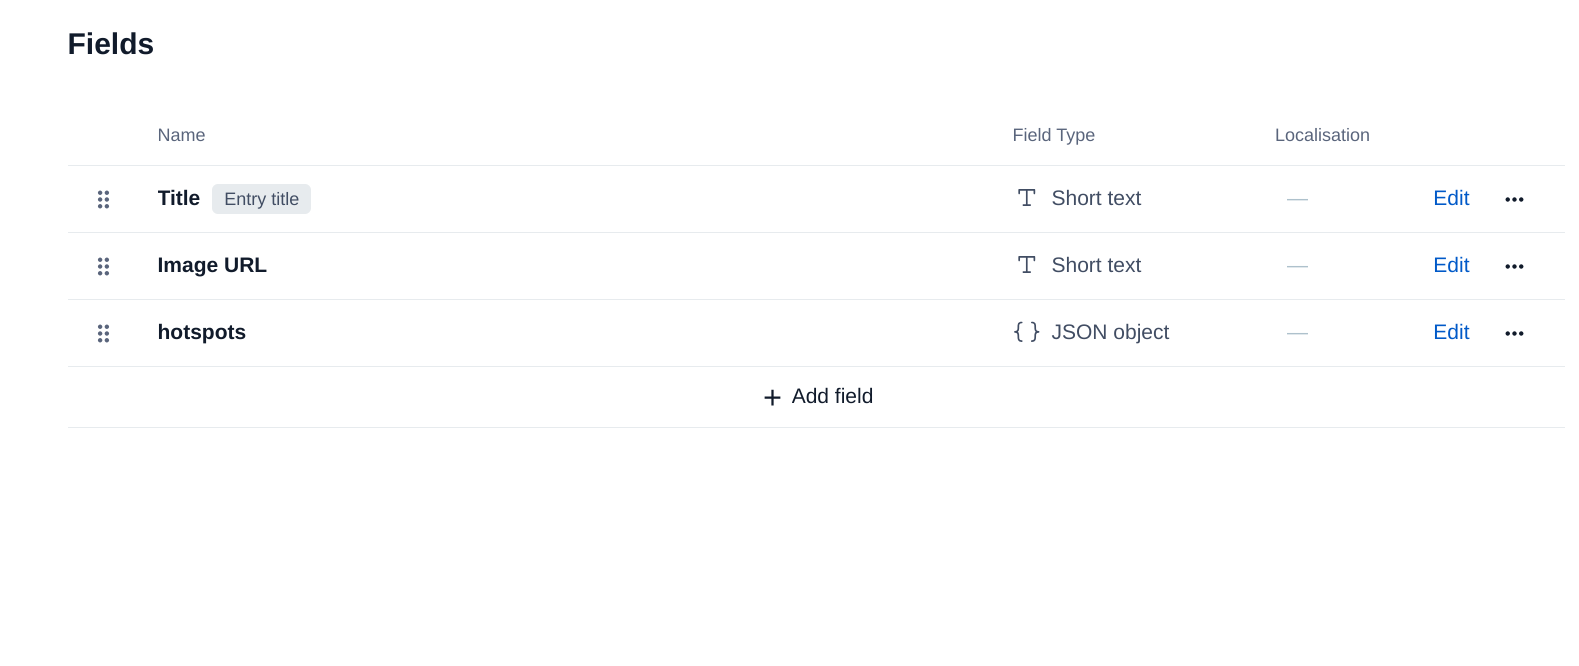 Fields
Name Field Type Localisation
Title Entry title Short text — Edit
Image URL Short text — Edit
hotspots { } JSON object — Edit
+ Add field